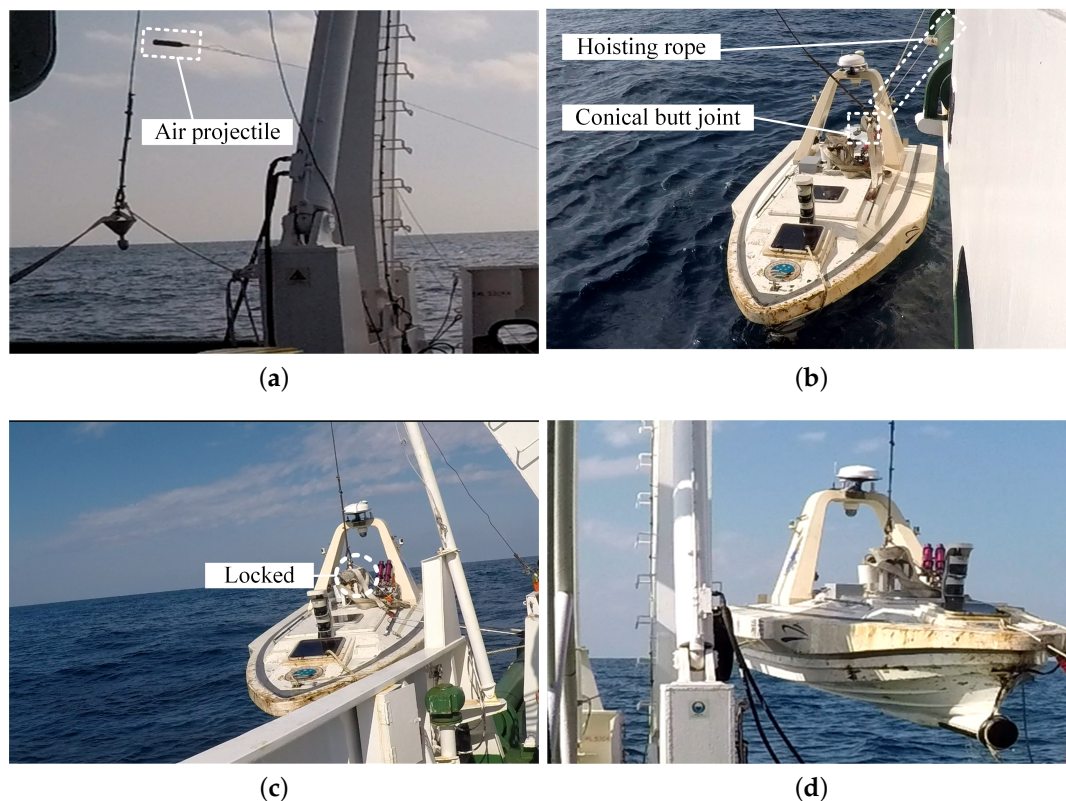 Air projectile
Hoisting rope
Conical butt joint
(a)
(b)
Locked
(c)
(d)